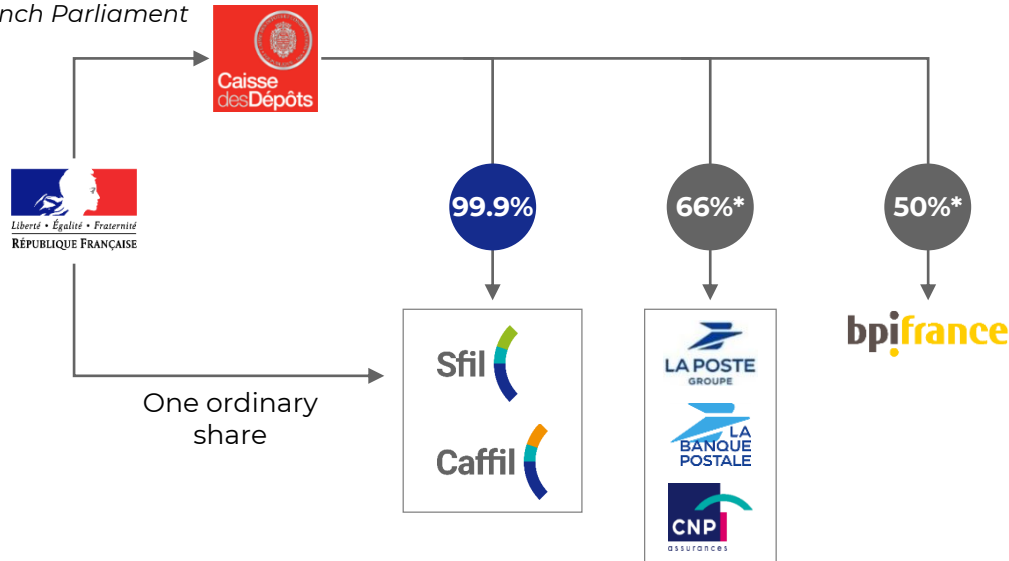 nch Parliament
Caisse
desDépôts
99.9%
66%*
50%*
Liberté • Égalité • Fraternité
RÉPUBLIQUE FRANÇAISE
One ordinary
share
Sfil
Caffil
LA POSTE
GROUPE
LA
BANQUE
POSTALE
CNP
assurances
bpifrance